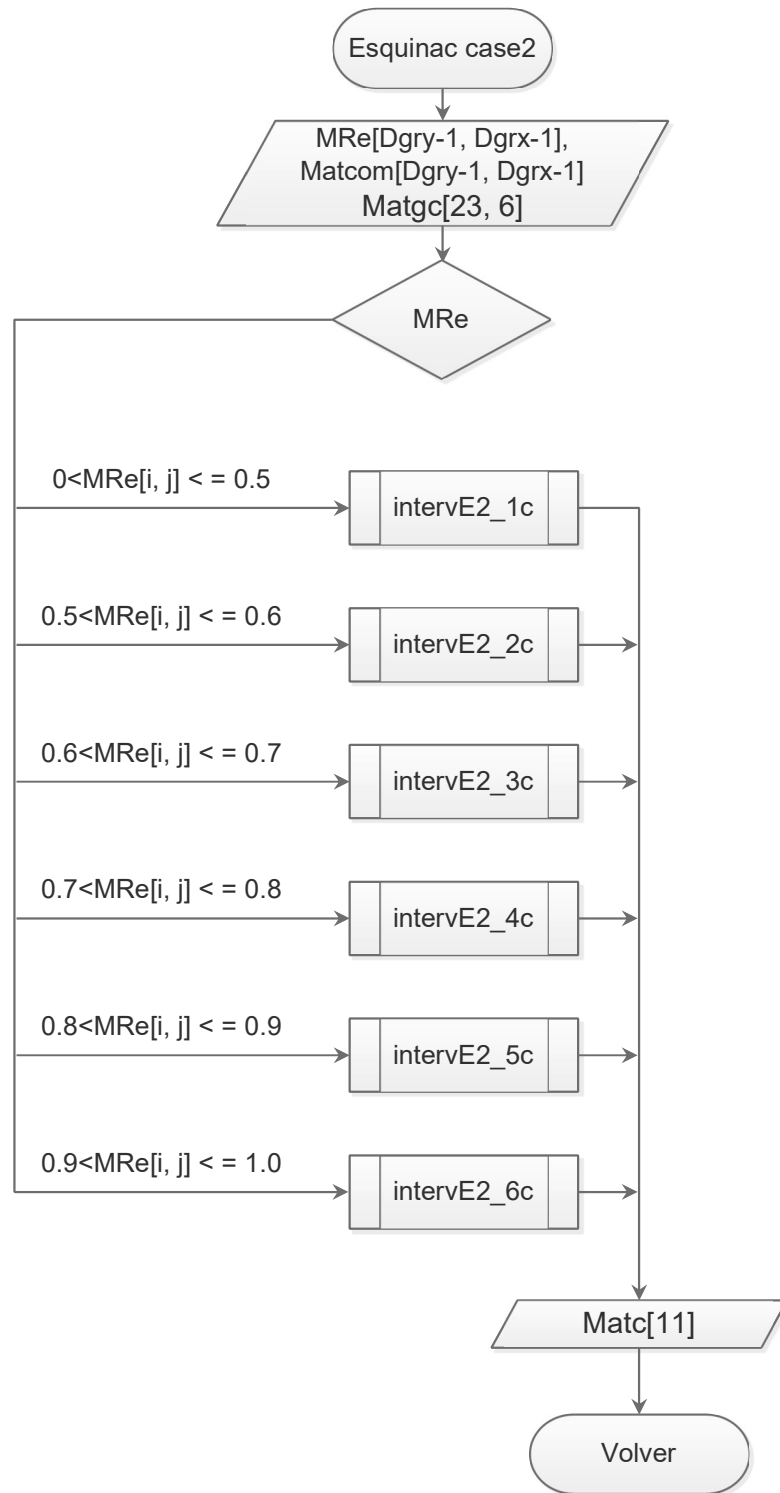 Esquinac case2
MRe[Dgry-1, Dgrx-1],
Matcom[Dgry-1, Dgrx-1]
Matgc[23, 6]
MRe
0<MRe[i, j] < = 0.5
intervE2_1c
0.5<MRe[i, j] < = 0.6
intervE2_2c
0.6<MRe[i, j] < = 0.7
intervE2_3c
0.7<MRe[i, j] < = 0.8
intervE2_4c
0.8<MRe[i, j] < = 0.9
intervE2_5c
0.9<MRe[i, j] < = 1.0
intervE2_6c
Matc[11]
Volver